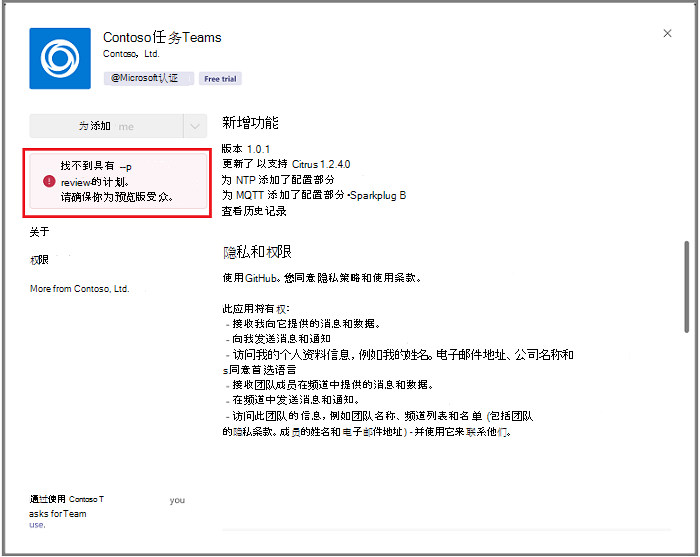 Contoso任务Teams
Contoso, Ltd.
@Microsoft认证
Free trial
为添加 me
找不到具有 --p
review的计划。
请确保你为预览版受众。
关于
权限
More from Contoso, Ltd.
新增功能
版本 1.0.1
更新了以支持 Citrus 1.2.4.0
为 NTP 添加了配置部分
为 MQTT 添加了配置部分 •Sparkplug B
查看历史记录
隐私和权限
使用GitHub。您同意隐私策略和使用条款。
此应用将有权:
- 接收我向它提供的消息和数据。
- 向我发送消息和通知
- 访问我的个人资料信息，例如我的姓名。电子邮件地址、公司名称和
s同意首选语言
- 接收团队成员在频道中提供的消息和数据。
- 在频道中发送消息和通知。
- 访问此团队的信息，例如团队名称、频道列表和名单 (包括团队
的隐私条款。成员的姓名和电子邮件地址) - 并使用它来联系他们。
通过使用 Contoso T you
asks forTeam
use.